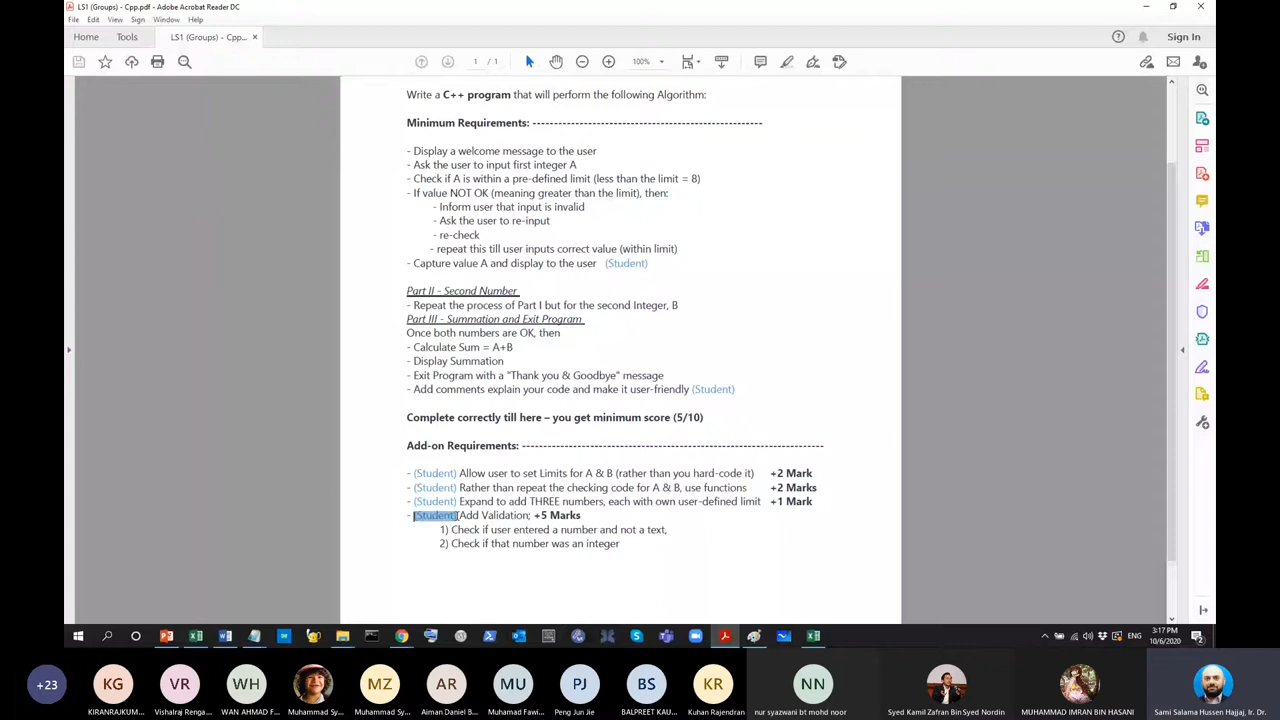 LS1 (Groups) - Cpp.pdf - Adobe Acrobat Reader DC
File Edit View Sign Window Help
Home Tools LS1 (Groups) - Cpp... × Sign In
1 / 1 100%
Write a C++ program that will perform the following Algorithm:
Minimum Requirements: ----------------------------------------------------
- Display a welcome message to the user
- Ask the user to input first integer A
- Check if A is within a pre-defined limit (less than the limit = 8)
- If value NOT OK (meaning greater than the limit), then:
- Inform user that input is invalid
- Ask the user to re-input
- re-check
- repeat this till user inputs correct value (within limit)
- Capture value A and display to the user (Student)
Part II - Second Number
- Repeat the process of Part I but for the second Integer, B
Part III - Summation and Exit Program
Once both numbers are OK, then
- Calculate Sum = A+B
- Display Summation
- Exit Program with a "Thank you & Goodbye" message
- Add comments explain your code and make it user-friendly (Student)
Complete correctly till here – you get minimum score (5/10)
Add-on Requirements: ----------------------------------------------------------------------
- (Student) Allow user to set Limits for A & B (rather than you hard-code it) +2 Mark
- (Student) Rather than repeat the checking code for A & B, use functions +2 Marks
- (Student) Expand to add THREE numbers, each with own user-defined limit +1 Mark
- (Student) Add Validation; +5 Marks
1) Check if user entered a number and not a text,
2) Check if that number was an integer
ENG
3:17 PM
10/6/2020
+23 KG VR WH MZ AR MU PJ BS KR NN
KIRANRAJKUM... Vishalraj Renga... WAN AHMAD F... Muhammad Sy... Muhammad Sy... Aiman Daniel B... Muhamad Fawi... Peng Jun Jie BALPREET KAU... Kuhan Rajendran nur syazwani bt mohd noor Syed Kamil Zafran Bin Syed Nordin MUHAMMAD IMRAN BIN HASANI Sami Salama Hussen Hajjaj, Ir. Dr.